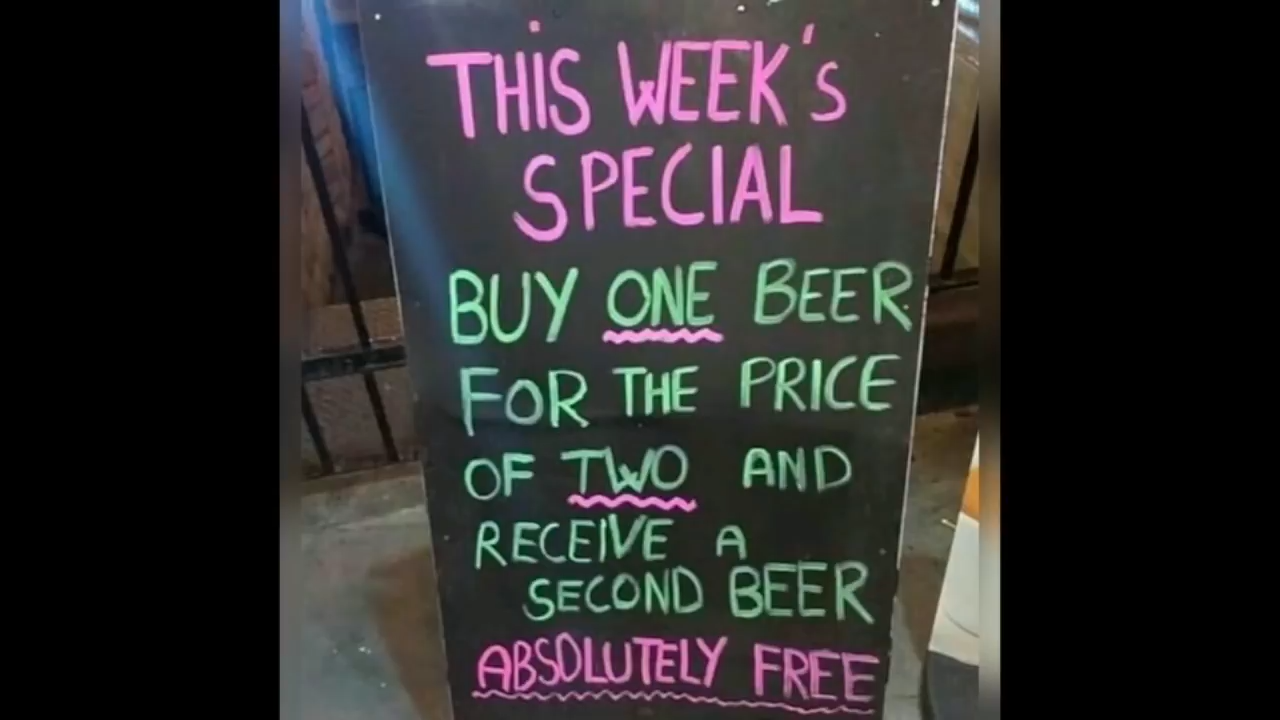 THIS WEEK's
SPECIAL
BUY ONE BEER
FOR THE PRICE
OF TWO AND
RECEIVE A
SECOND BEER
ABSOLUTELY FREE